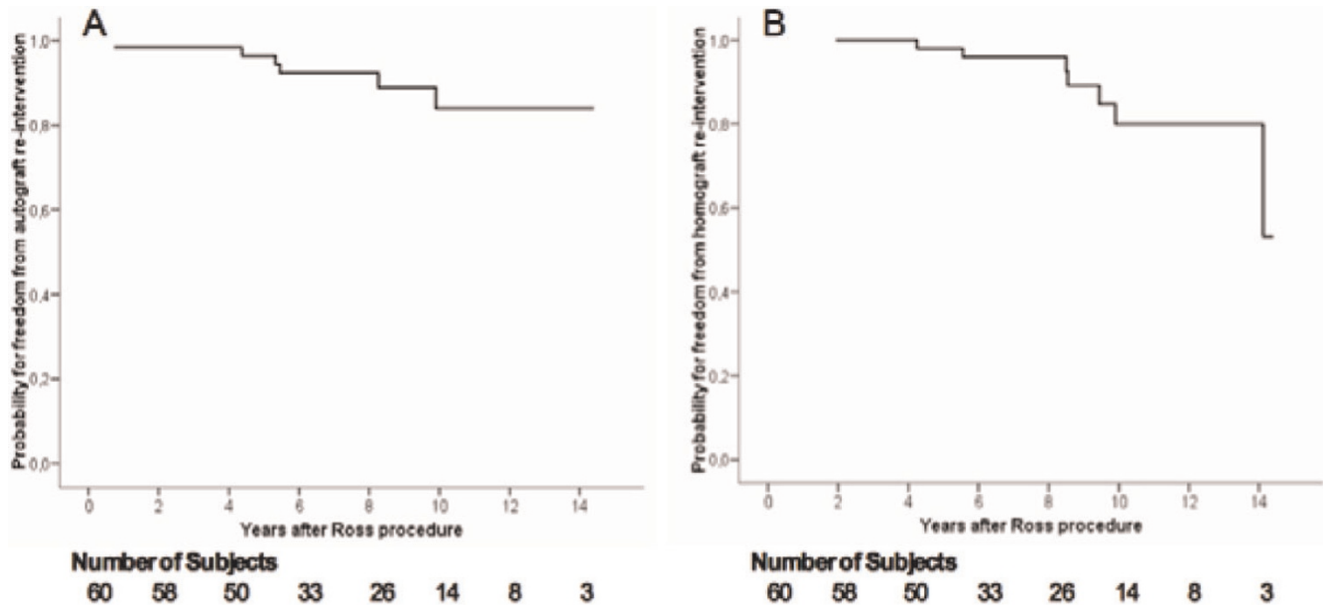 A
Probability for freedom from autograft re-intervention
1,0
0,8
0,6
0,4
0,2
0,0
0 2 4 6 8 10 12 14
Years after Ross procedure
Number of Subjects
60 58 50 33 26 14 8 3
B
Probability for freedom from homograft re-intervention
1,0
0,8
0,6
0,4
0,2
0,0
0 2 4 6 8 10 12 14
Years after Ross procedure
Number of Subjects
60 58 50 33 26 14 8 3